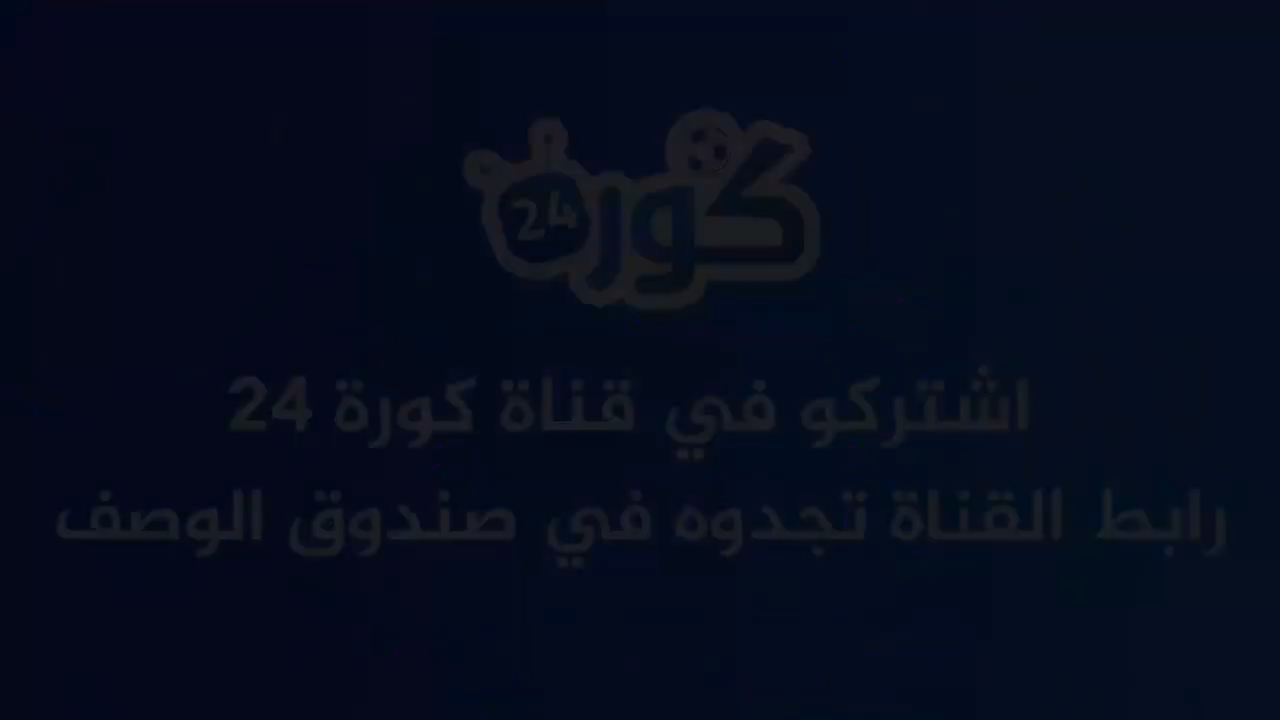 كورة 24
اشتركو في قناة كورة 24
رابط القناة تجدوه في صندوق الوصف